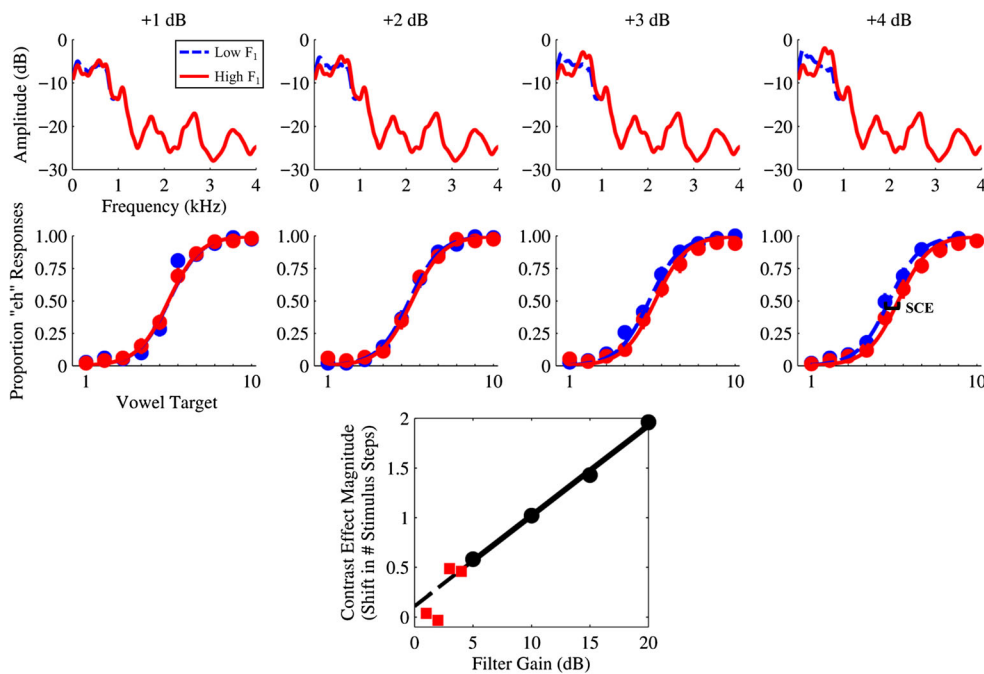 +1 dB +2 dB +3 dB +4 dB
Amplitude (dB)
0 0 0 0
−10 −10 −10 −10
−20 −20 −20 −20
−30 −30 −30 −30
Low F1
High F1
0 1 2 3 4 0 1 2 3 4 0 1 2 3 4 0 1 2 3 4
Frequency (kHz)
Proportion "eh" Responses
1.00 1.00 1.00 1.00
0.75 0.75 0.75 0.75
0.50 0.50 0.50 0.50
SCE
0.25 0.25 0.25 0.25
0 0 0 0
1 10 1 10 1 10 1 10
Vowel Target
Contrast Effect Magnitude
(Shift in # Stimulus Steps)
2
1.5
1
0.5
0
0 5 10 15 20
Filter Gain (dB)